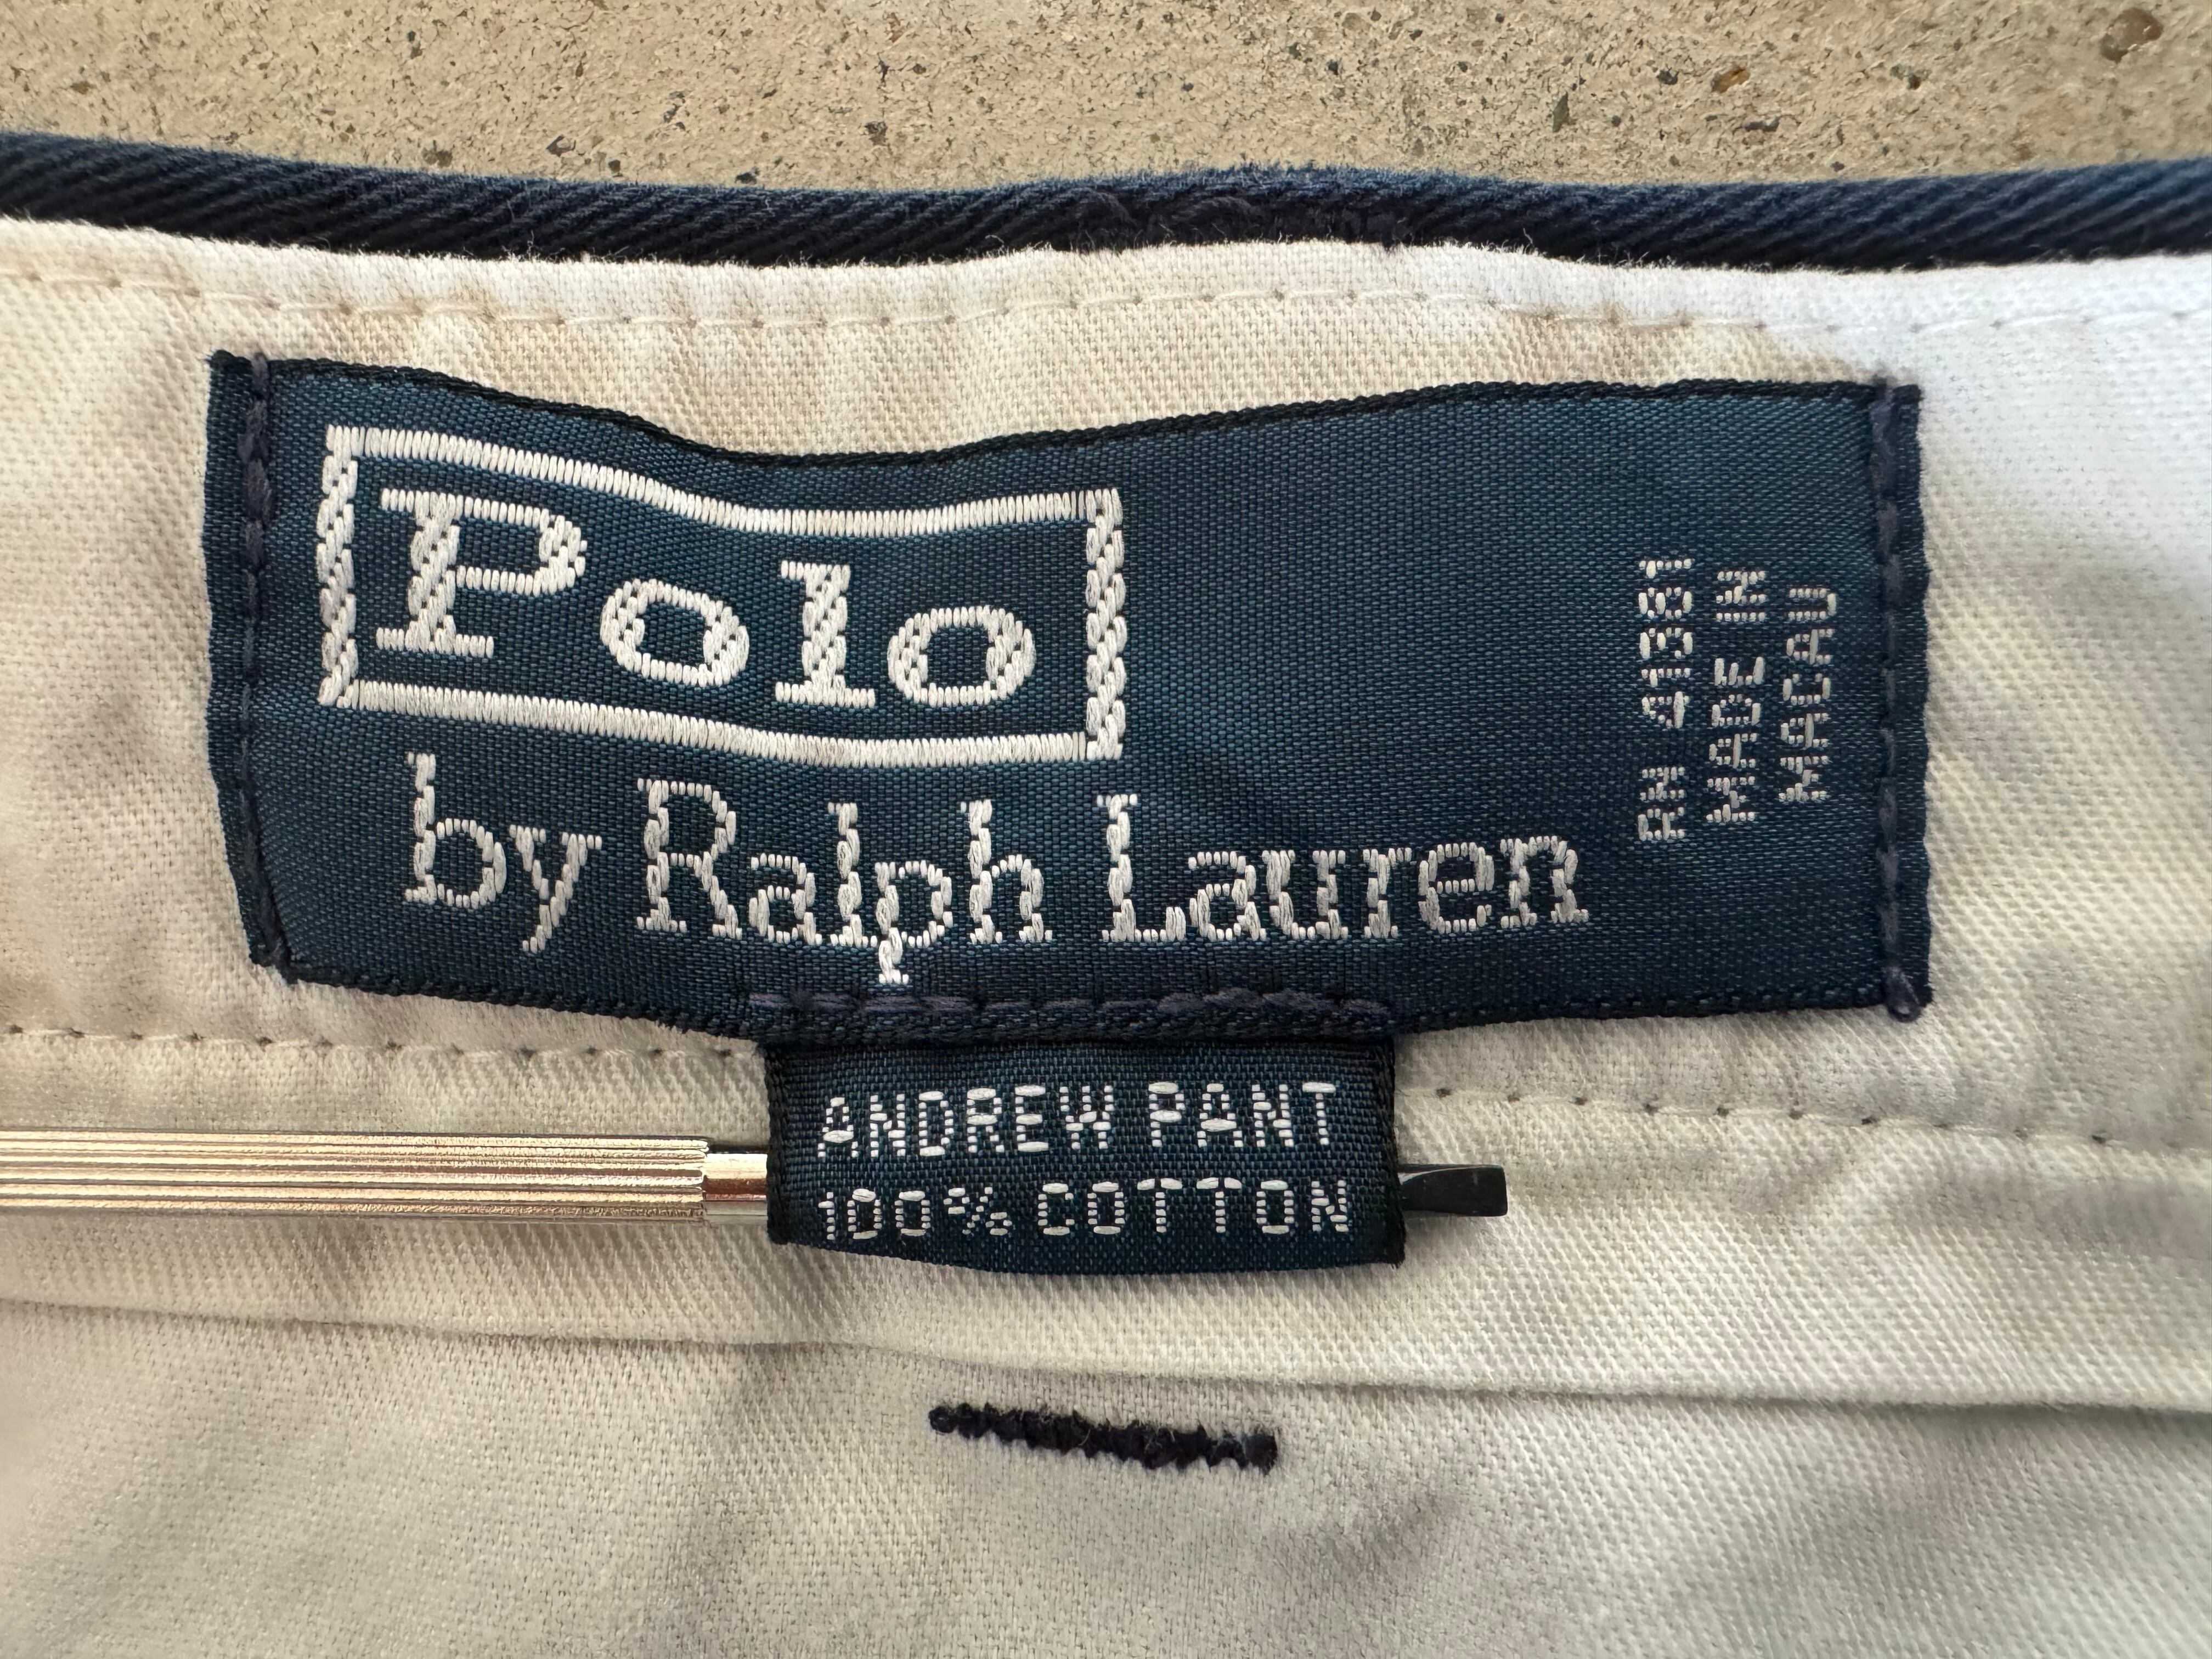 Polo
by Ralph Lauren
RN 41381
MADE IN
MACAU
ANDREW PANT
100% COTTON